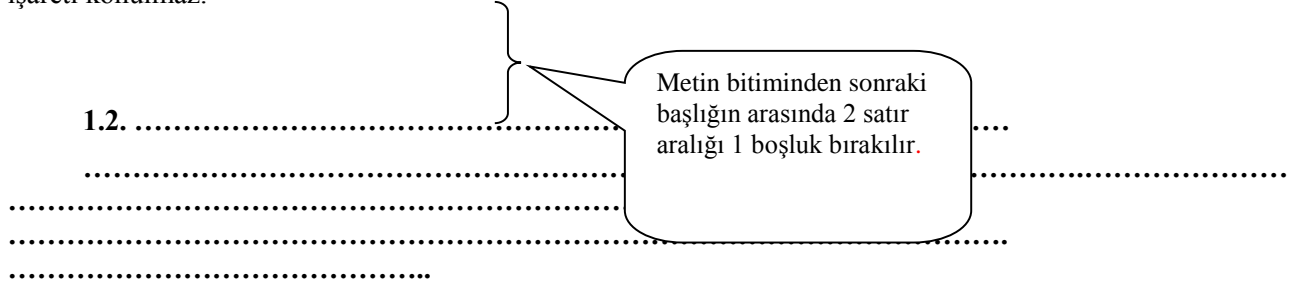 işareti konulmaz.
1.2. ……………………………………………………………………
Metin bitiminden sonraki
başlığın arasında 2 satır
aralığı 1 boşluk bırakılır.
……………………………………………………………………………….…………………
……………………………………………………………
………………………………………………………………………………….
……………………………………..